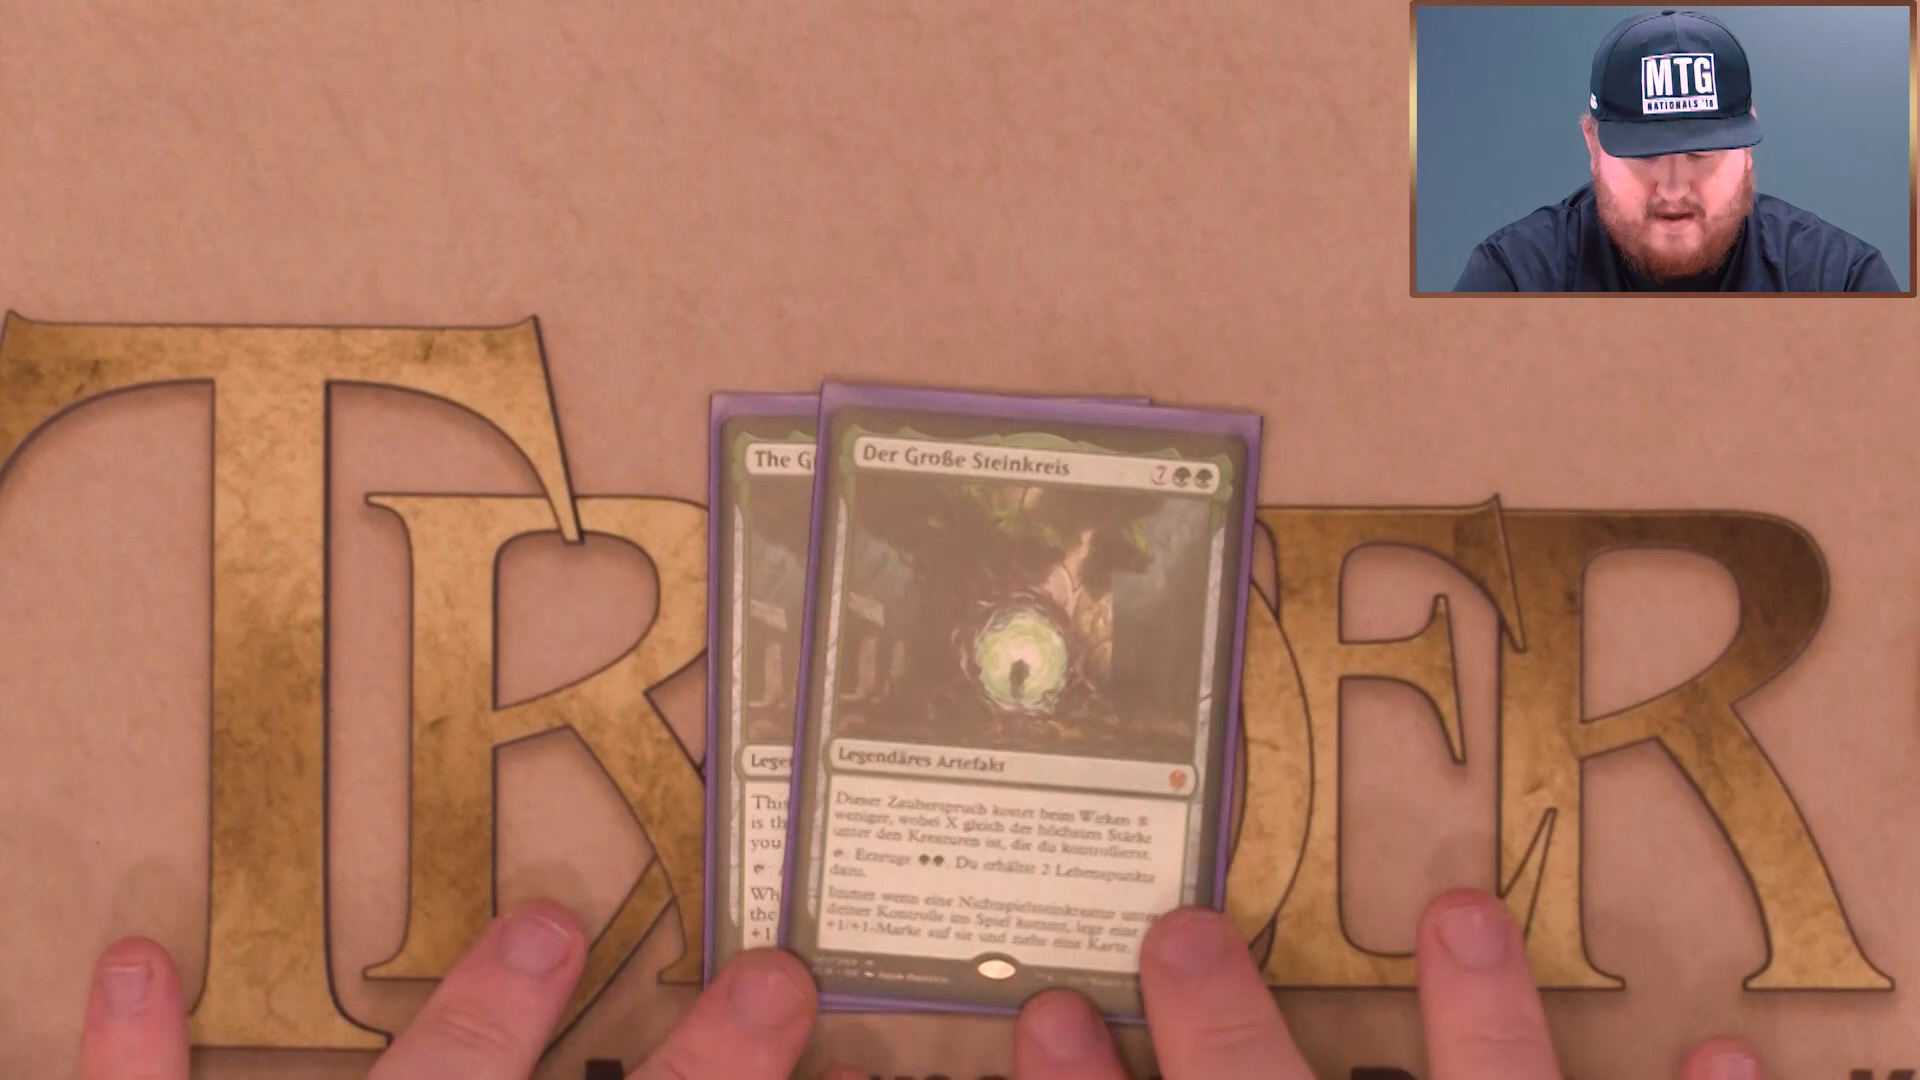 MTG
NATIONALS '18
TRADER
The G
Der Große Steinkreis
7
Lege
Legendäres Artefakt
This
is th
you
Wh
the
+1
Dieser Zauberspruch kostet beim Wirken
weniger, wobei X gleich der höchsten Stärke
unter den Kreaturen ist, die du kontrollierst.
: Erzeuge . Du erhältst 2 Lebenspunkte
dazu.
Immer wenn eine Nichtspielsteinkreatur unter
deiner Kontrolle ins Spiel kommt, lege eine
+1/+1-Marke auf sie und ziehe eine Karte.